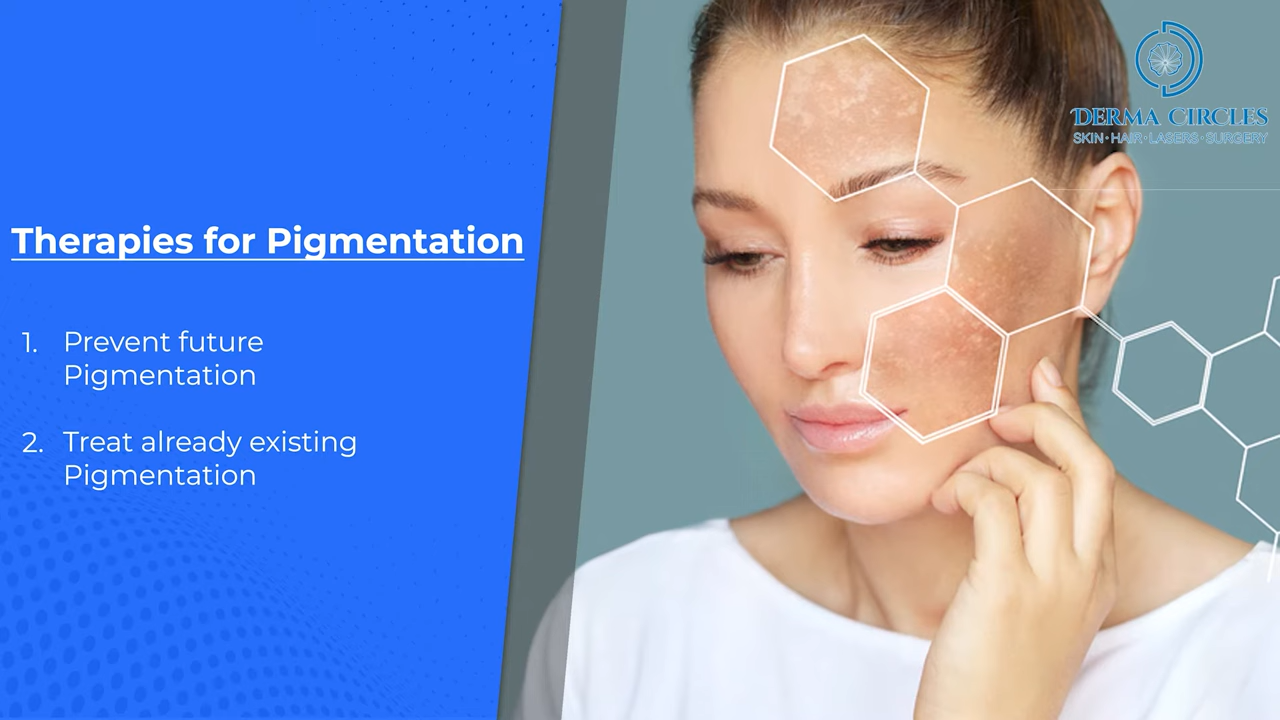 Therapies for Pigmentation
1. Prevent future
Pigmentation
2. Treat already existing
Pigmentation
DERMA CIRCLES
SKIN•HAIR•LASERS•SURGERY